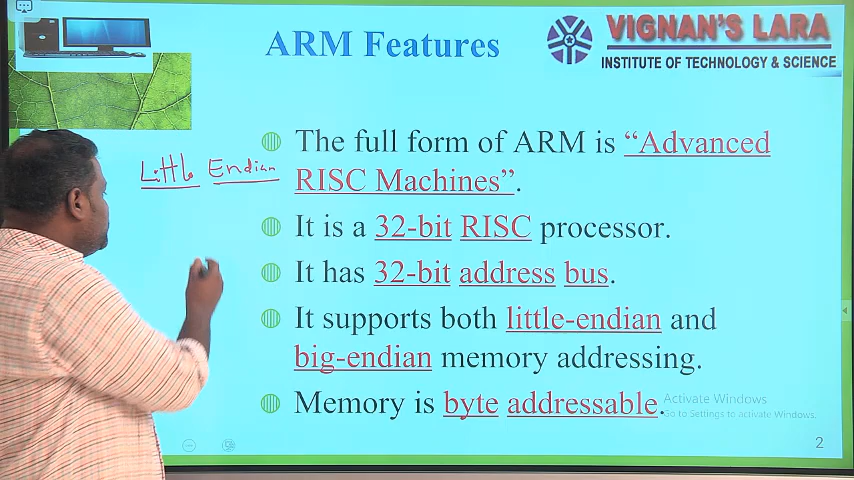 ARM Features
VIGNAN'S LARA
INSTITUTE OF TECHNOLOGY & SCIENCE
Little Endian
The full form of ARM is “Advanced
RISC Machines”.
It is a 32-bit RISC processor.
It has 32-bit address bus.
It supports both little-endian and
big-endian memory addressing.
Memory is byte addressable.
Activate Windows
Go to Settings to activate Windows.
2